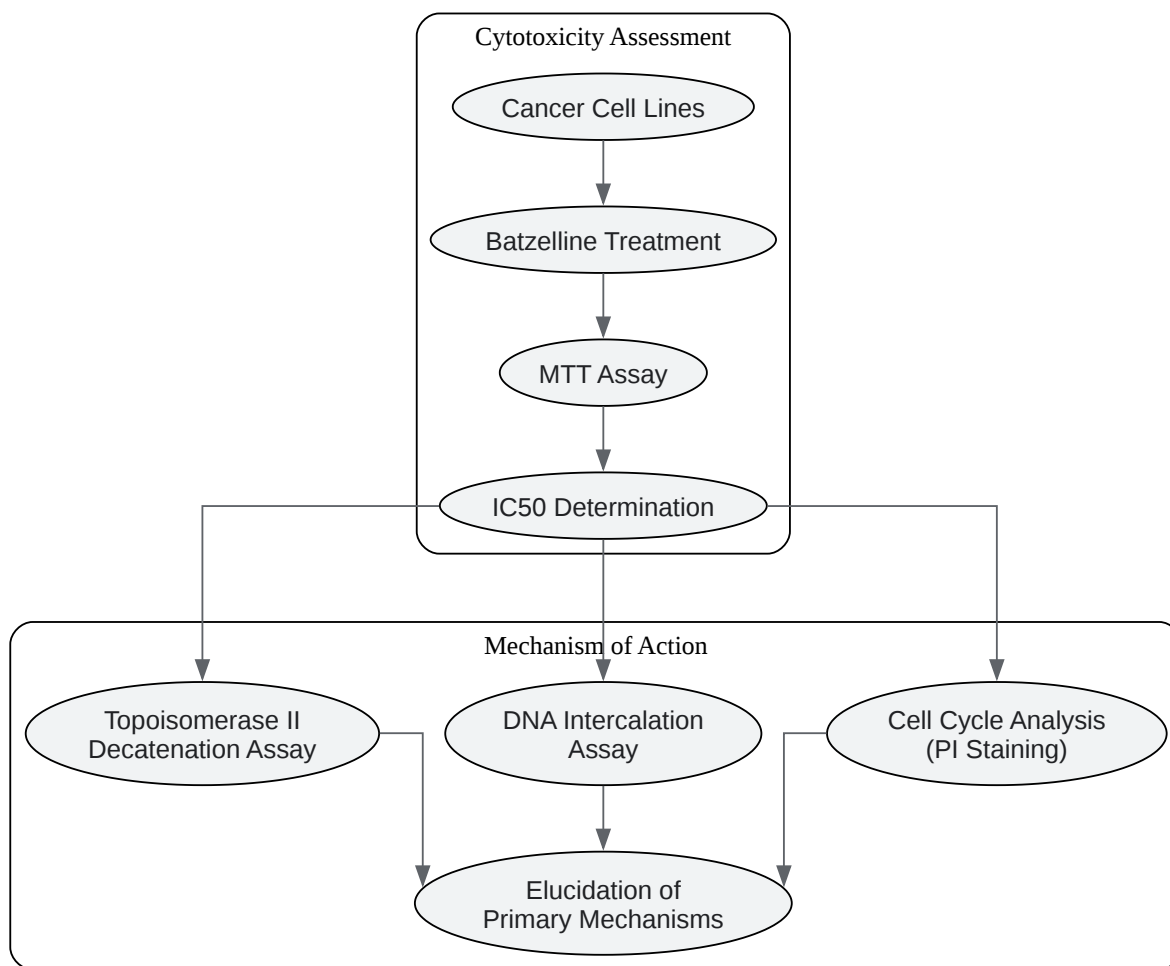 Cytotoxicity Assessment
Cancer Cell Lines
Batzelline Treatment
MTT Assay
IC50 Determination
Mechanism of Action
Topoisomerase II
Decatenation Assay
DNA Intercalation
Assay
Cell Cycle Analysis
(PI Staining)
Elucidation of
Primary Mechanisms